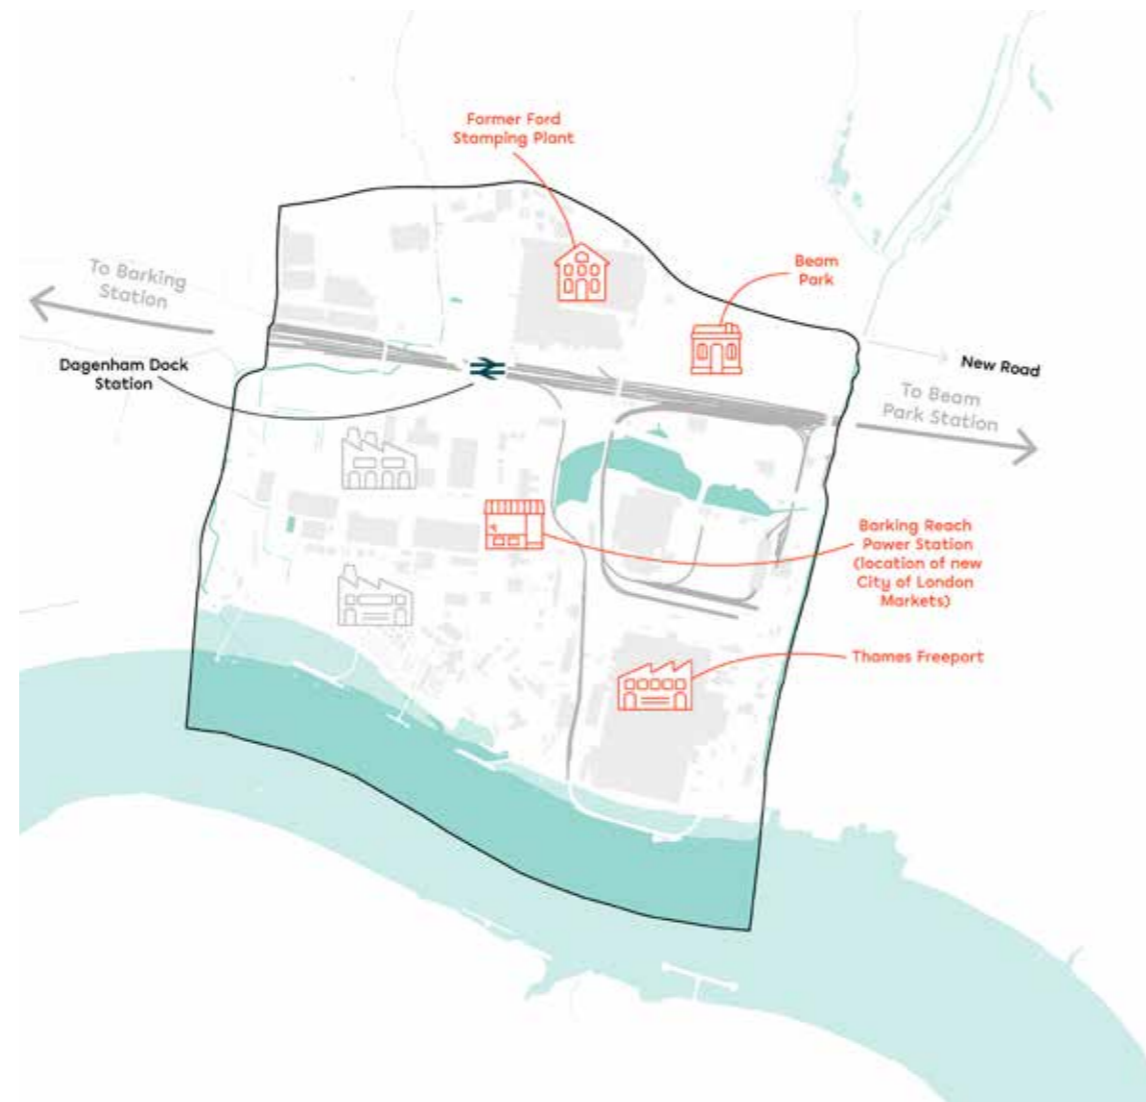 Former Ford
Stamping Plant
Beam
Park
To Barking
Station
Dagenham Dock
Station
New Road
To Beam
Park Station
Barking Reach
Power Station
(location of new
City of London
Markets)
Thames Freeport